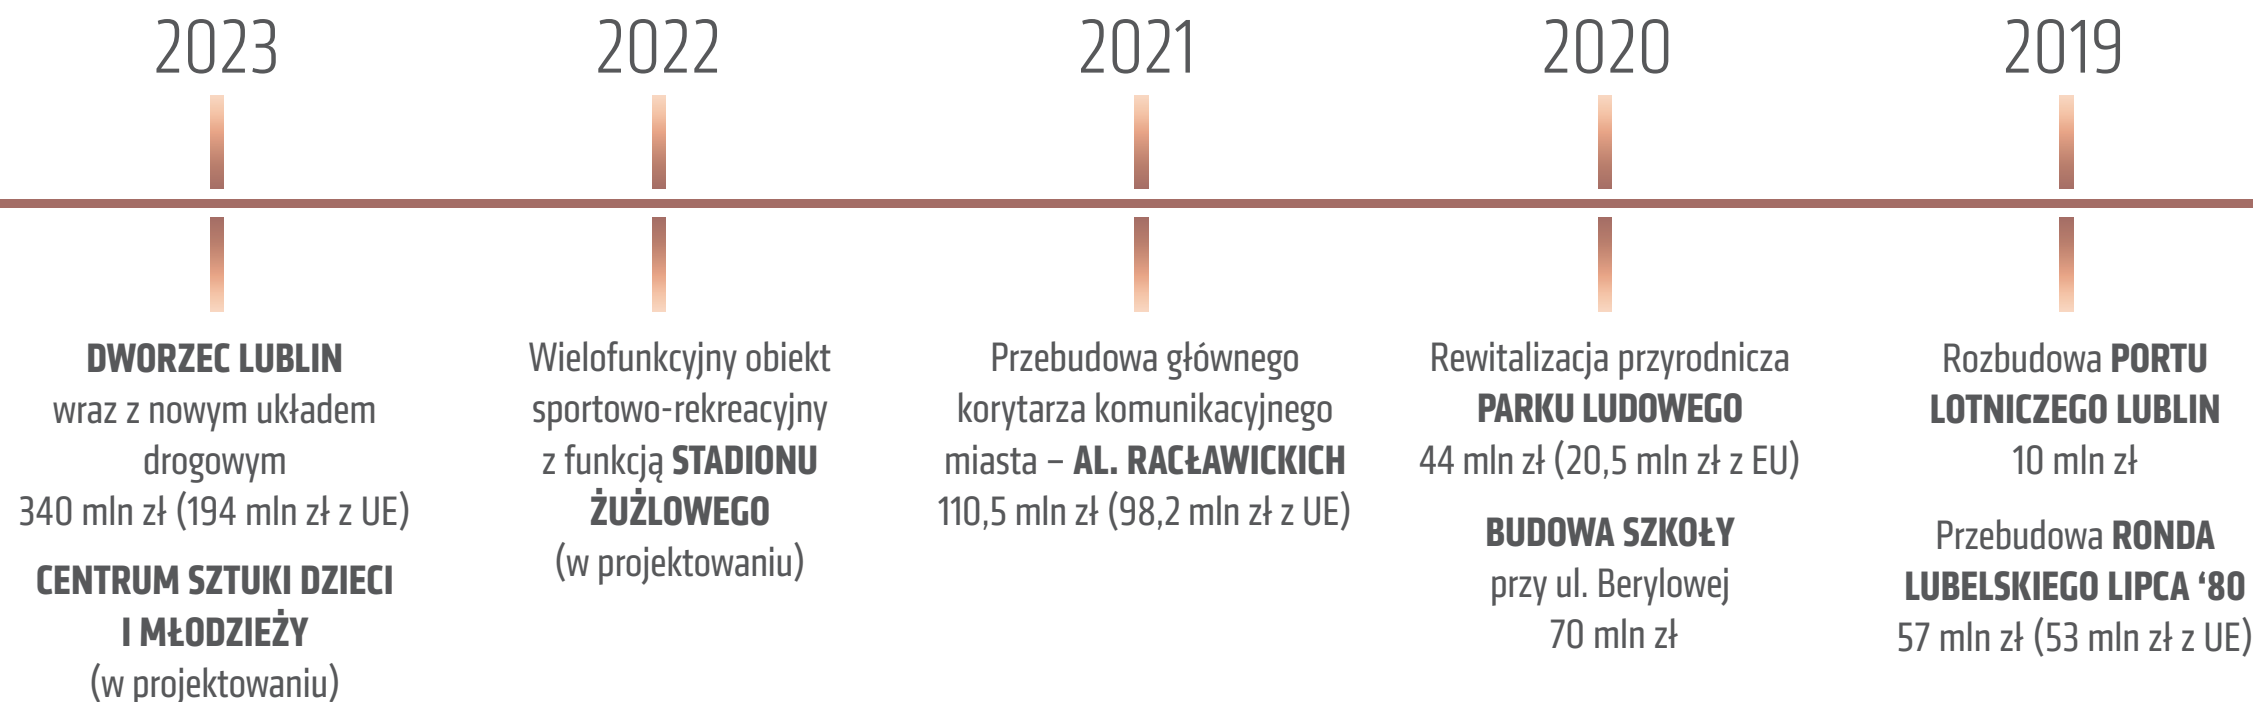 2023
DWORZEC LUBLIN
wraz z nowym układem
drogowym
340 mln zł (194 mln zł z UE)
CENTRUM SZTUKI DZIECI
I MŁODZIEŻY
(w projektowaniu)
2022
Wielofunkcyjny obiekt
sportowo-rekreacyjny
z funkcją STADIONU
ŻUŻLOWEGO
(w projektowaniu)
2021
Przebudowa głównego
korytarza komunikacyjnego
miasta – AL. RACŁAWICKICH
110,5 mln zł (98,2 mln zł z UE)
2020
Rewitalizacja przyrodnicza
PARKU LUDOWEGO
44 mln zł (20,5 mln zł z EU)
BUDOWA SZKOŁY
przy ul. Berylowej
70 mln zł
2019
Rozbudowa PORTU
LOTNICZEGO LUBLIN
10 mln zł
Przebudowa RONDA
LUBELSKIEGO LIPCA ‘80
57 mln zł (53 mln zł z UE)